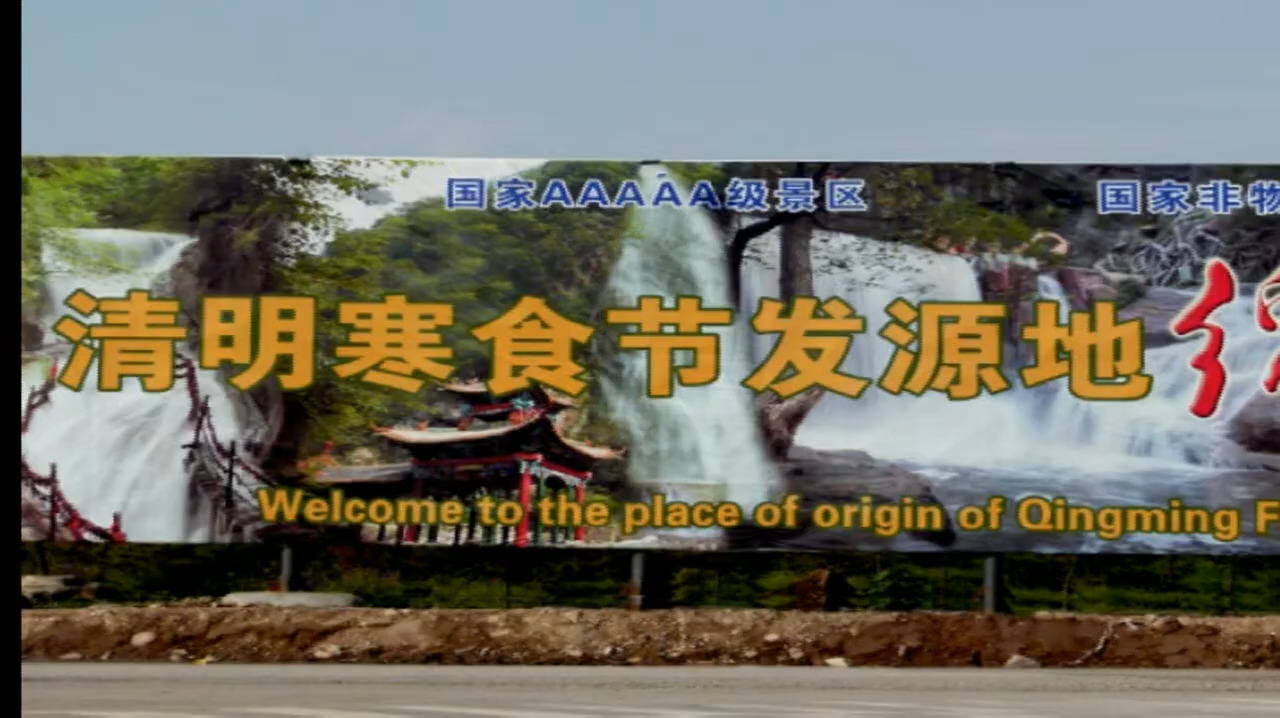 国家AAAAA级景区 国家非物
清明寒食节发源地
Welcome to the place of origin of Qingming F